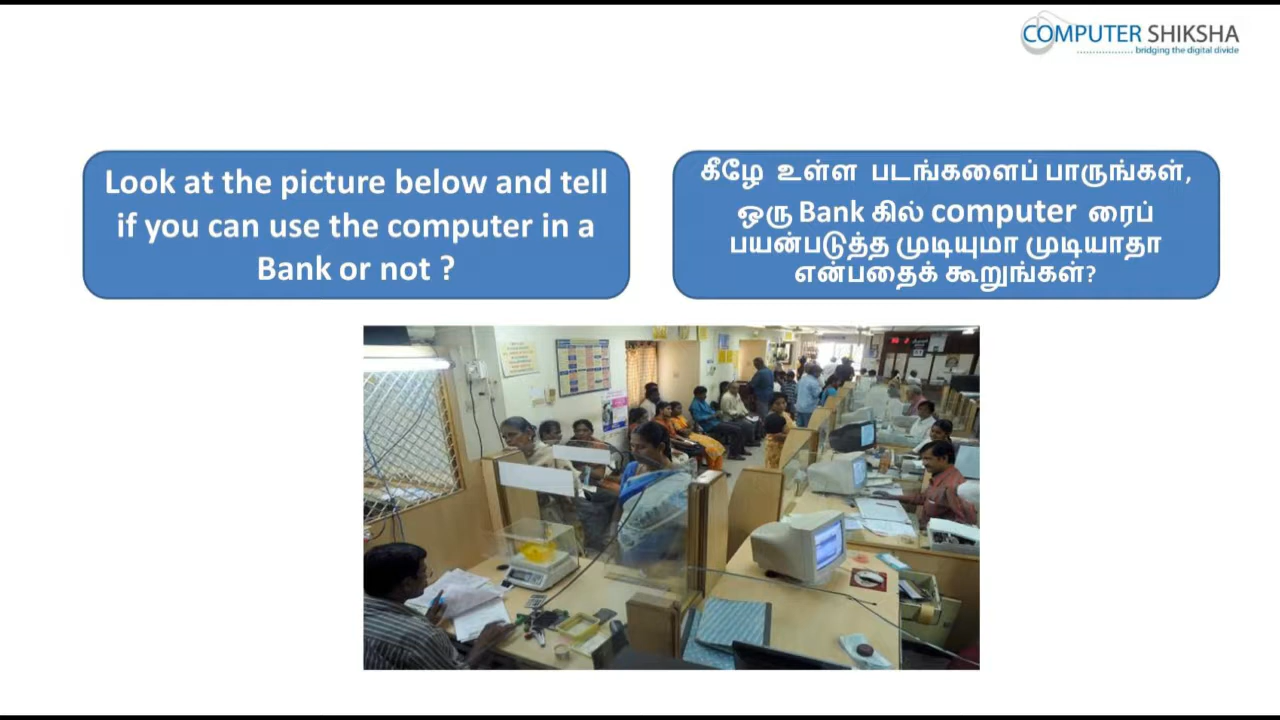 COMPUTER SHIKSHA
bridging the digital divide
Look at the picture below and tell
if you can use the computer in a
Bank or not ?
கீழே உள்ள படங்களைப் பாருங்கள்,
ஒரு Bank கில் computer ரைப்
பயன்படுத்த முடியுமா முடியாதா
என்பதைக் கூறுங்கள்?